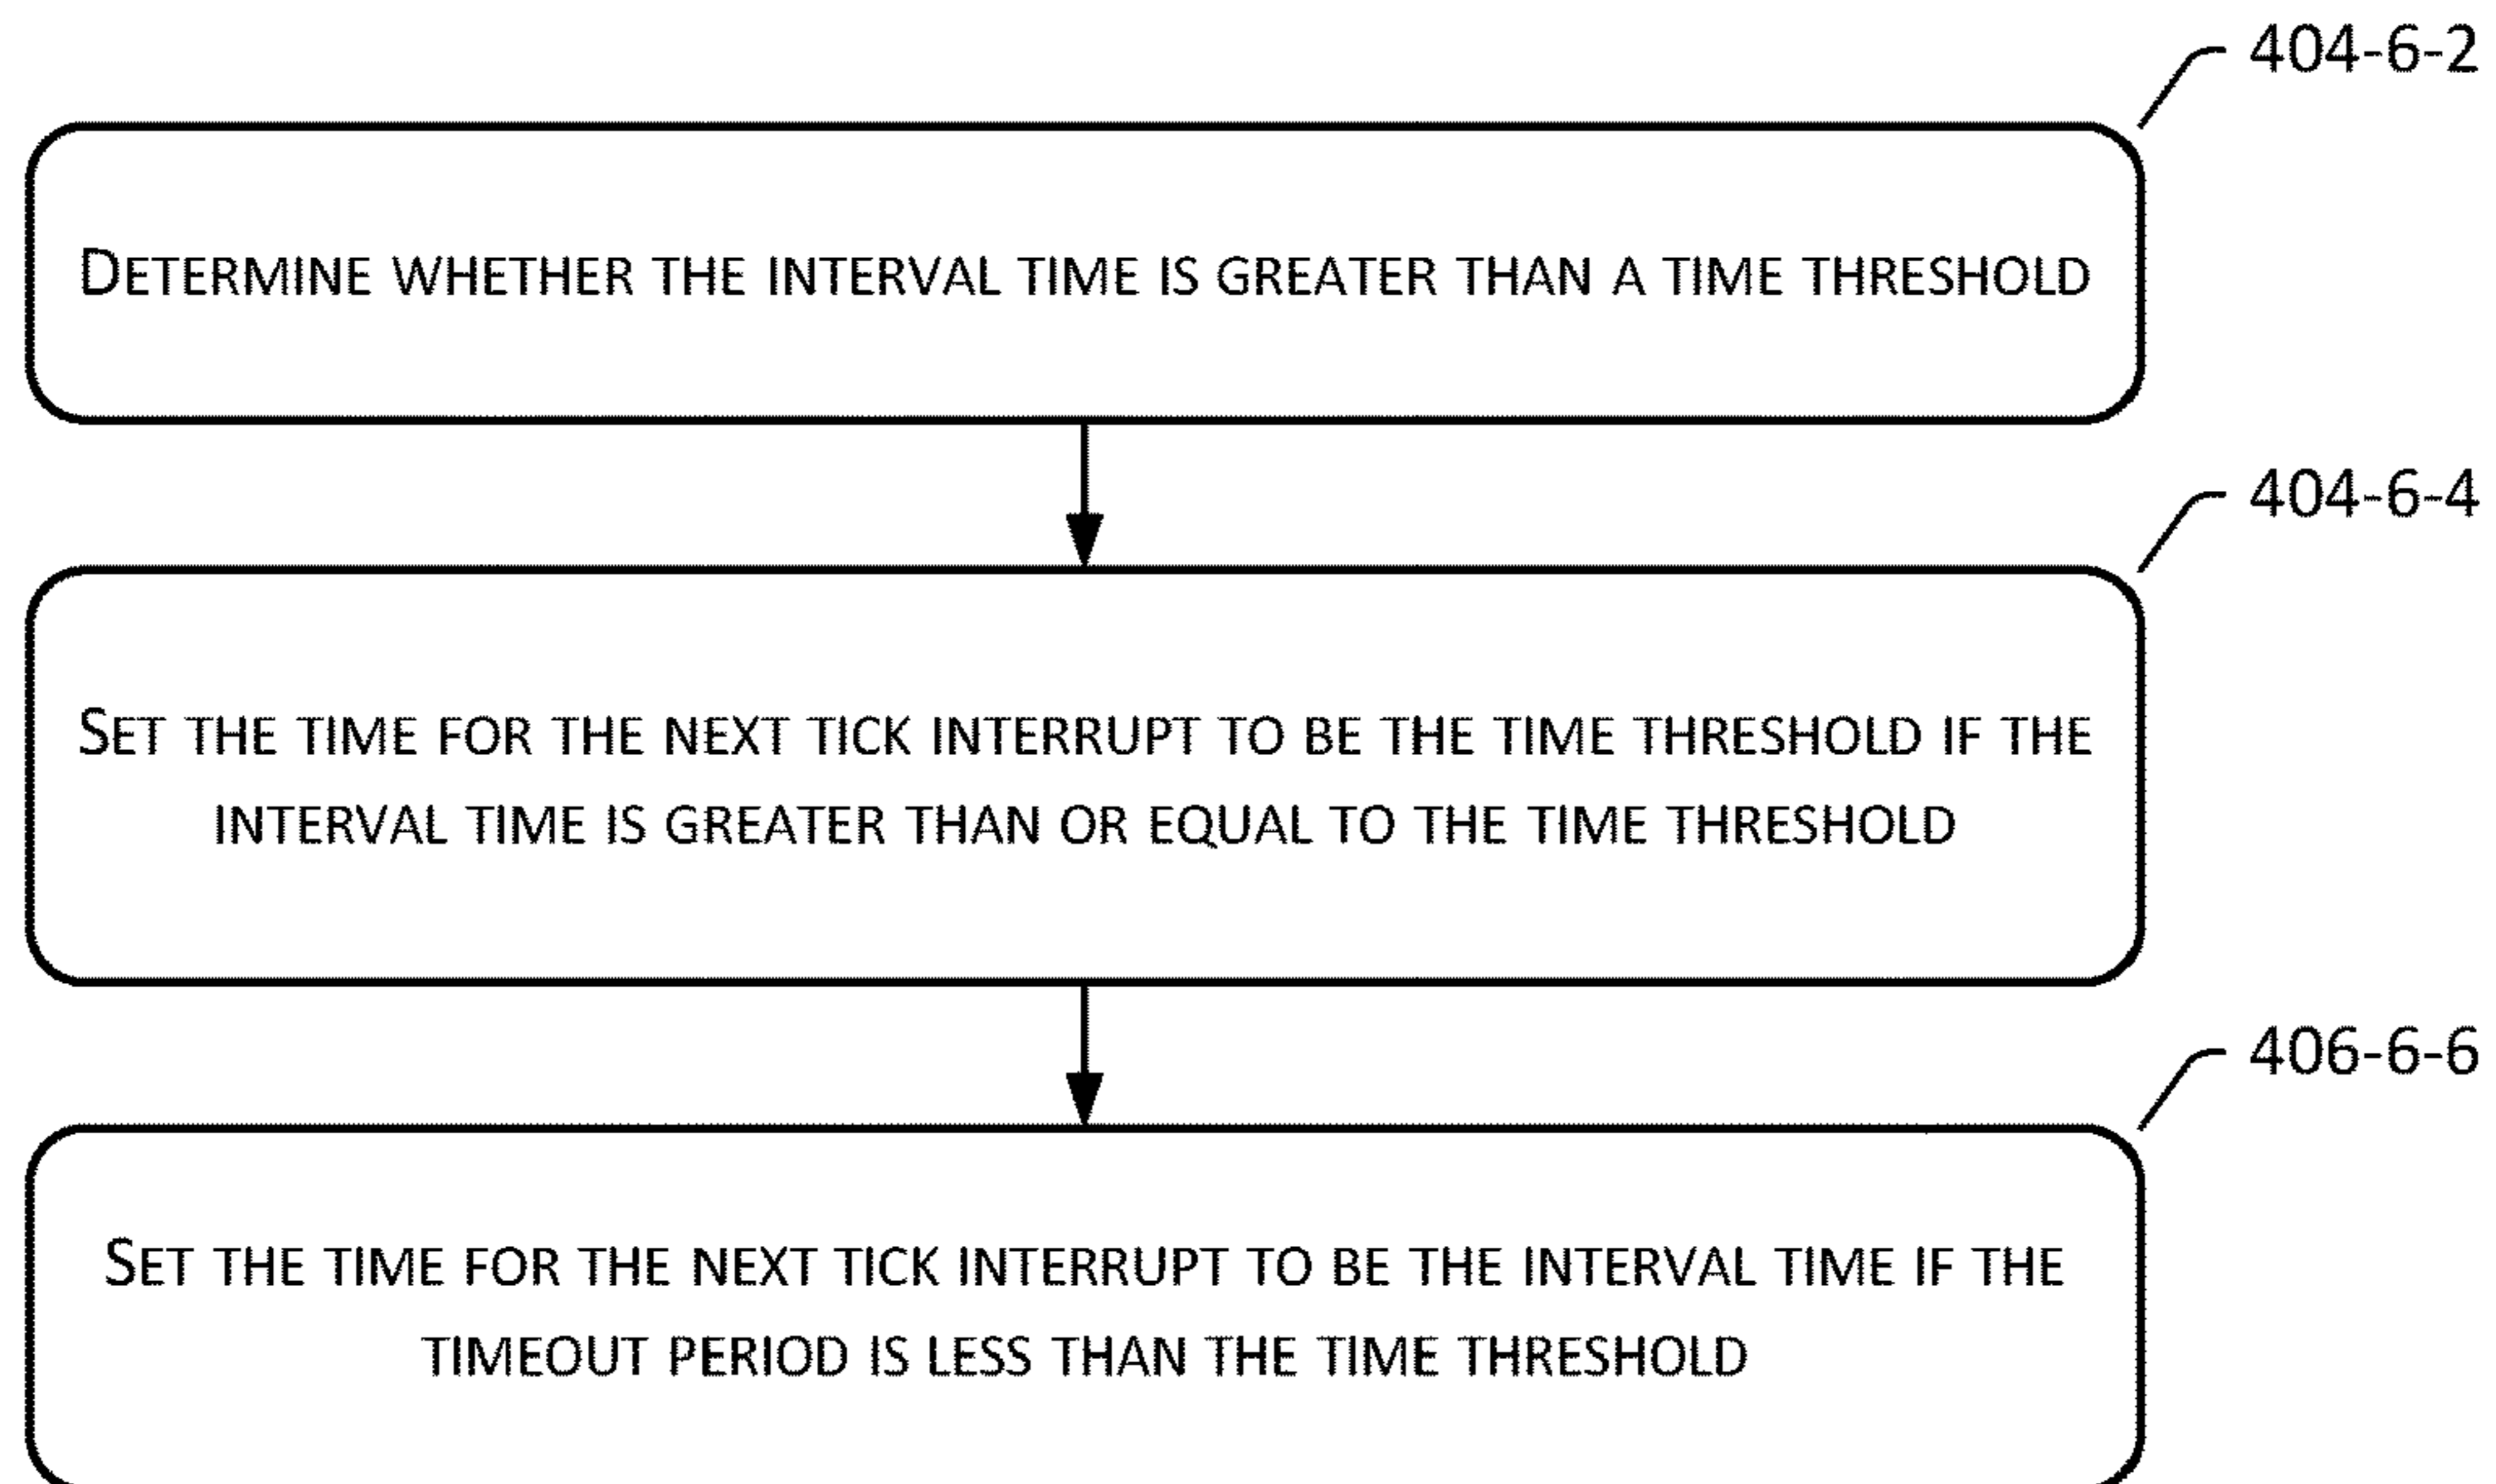 404-6-2
DETERMINE WHETHER THE INTERVAL TIME IS GREATER THAN A TIME THRESHOLD
404-6-4
SET THE TIME FOR THE NEXT TICK INTERRUPT TO BE THE TIME THRESHOLD IF THE
INTERVAL TIME IS GREATER THAN OR EQUAL TO THE TIME THRESHOLD
406-6-6
SET THE TIME FOR THE NEXT TICK INTERRUPT TO BE THE INTERVAL TIME IF THE
TIMEOUT PERIOD IS LESS THAN THE TIME THRESHOLD